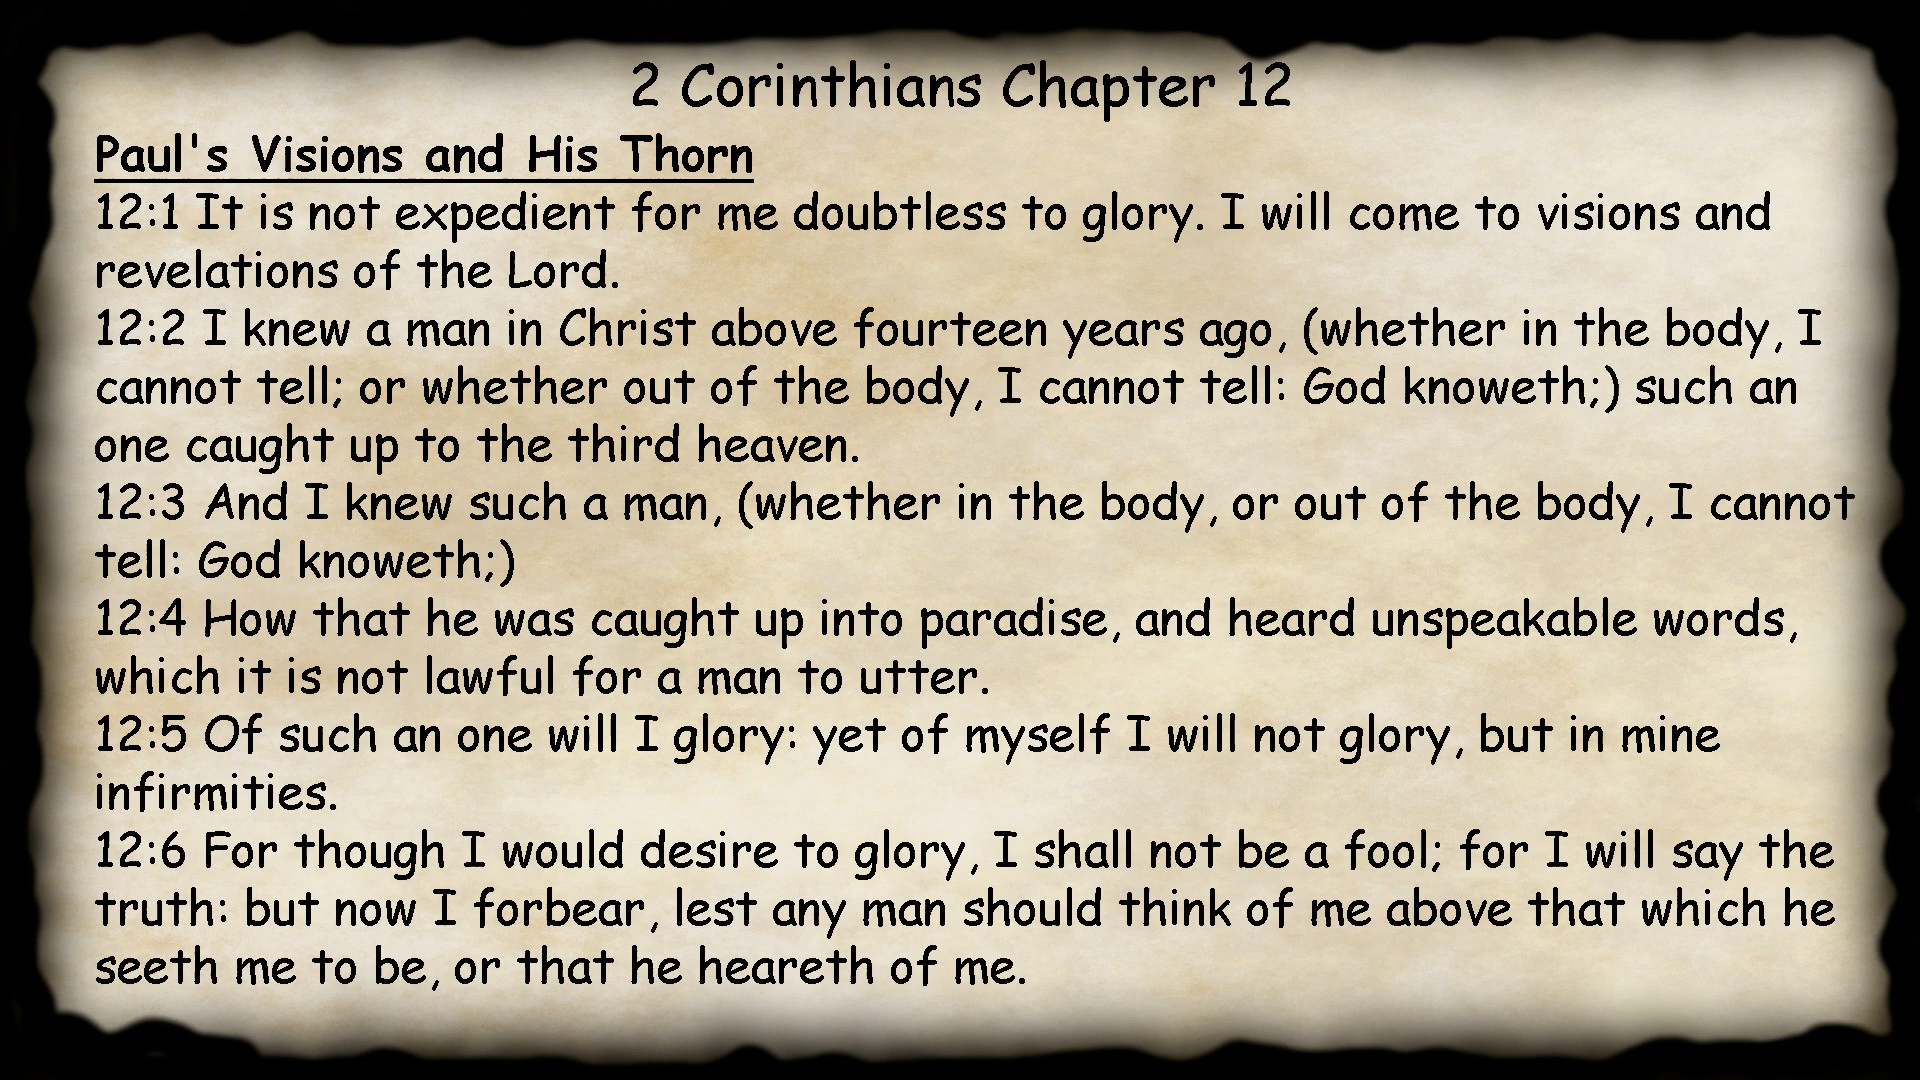 2 Corinthians Chapter 12
Paul's Visions and His Thorn
12:1 It is not expedient for me doubtless to glory. I will come to visions and
revelations of the Lord.
12:2 I knew a man in Christ above fourteen years ago, (whether in the body, I
cannot tell; or whether out of the body, I cannot tell: God knoweth;) such an
one caught up to the third heaven.
12:3 And I knew such a man, (whether in the body, or out of the body, I cannot
tell: God knoweth;)
12:4 How that he was caught up into paradise, and heard unspeakable words,
which it is not lawful for a man to utter.
12:5 Of such an one will I glory: yet of myself I will not glory, but in mine
infirmities.
12:6 For though I would desire to glory, I shall not be a fool; for I will say the
truth: but now I forbear, lest any man should think of me above that which he
seeth me to be, or that he heareth of me.